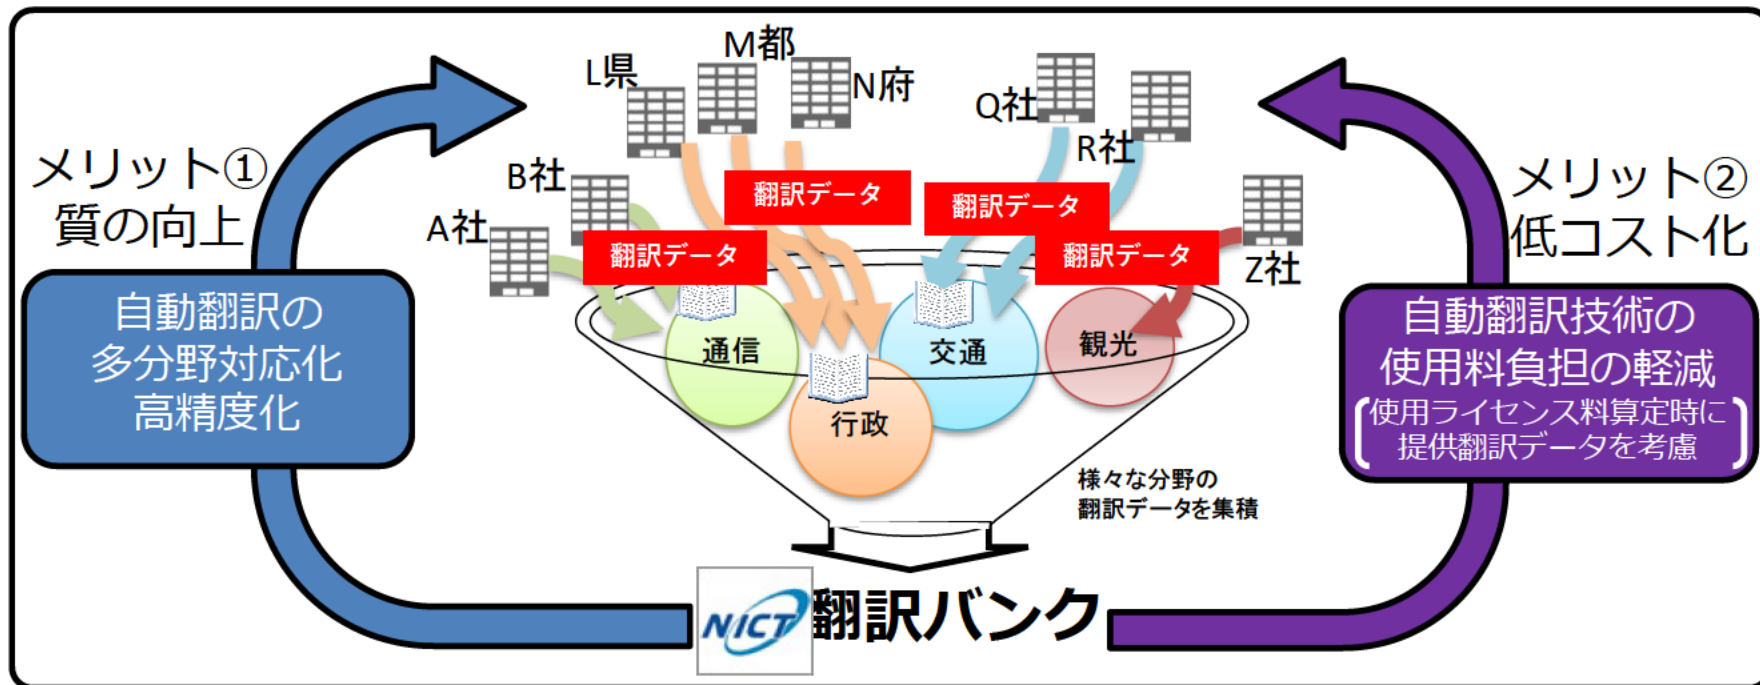 メリット①
質の向上
自動翻訳の
多分野対応化
高精度化
A社
B社
L県
M都
N府
Q社
R社
Z社
翻訳データ
翻訳データ
翻訳データ
翻訳データ
通信
行政
交通
観光
様々な分野の
翻訳データを集積
NICT
翻訳バンク
メリット②
低コスト化
自動翻訳技術の
使用料負担の軽減
使用ライセンス料算定時に
提供翻訳データを考慮